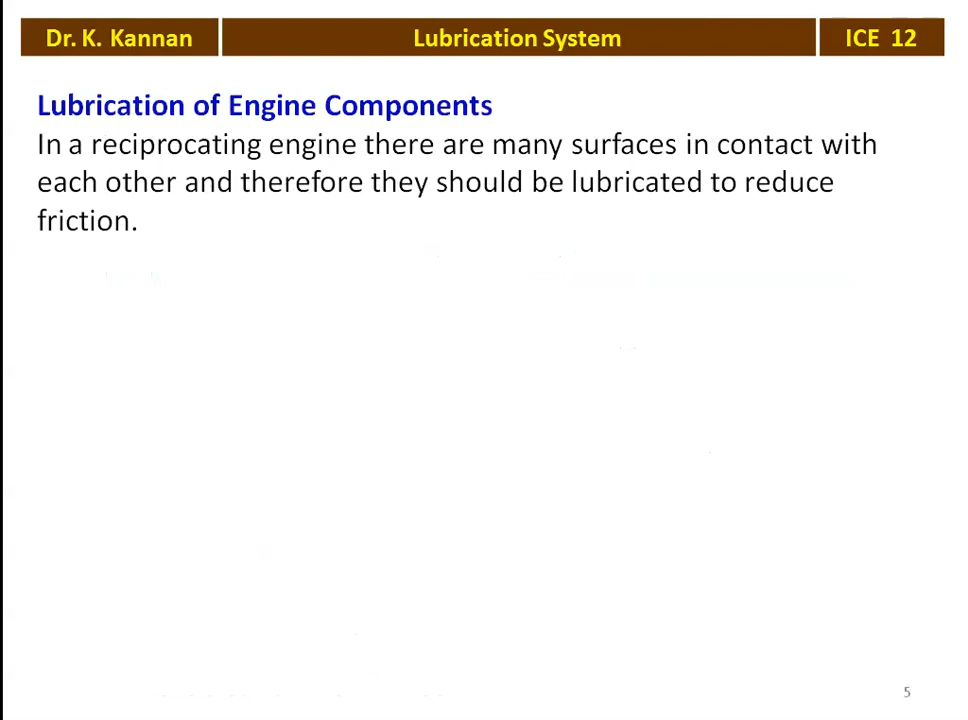 Dr. K. Kannan
Lubrication System
ICE 12
Lubrication of Engine Components
In a reciprocating engine there are many surfaces in contact with
each other and therefore they should be lubricated to reduce
friction.
5